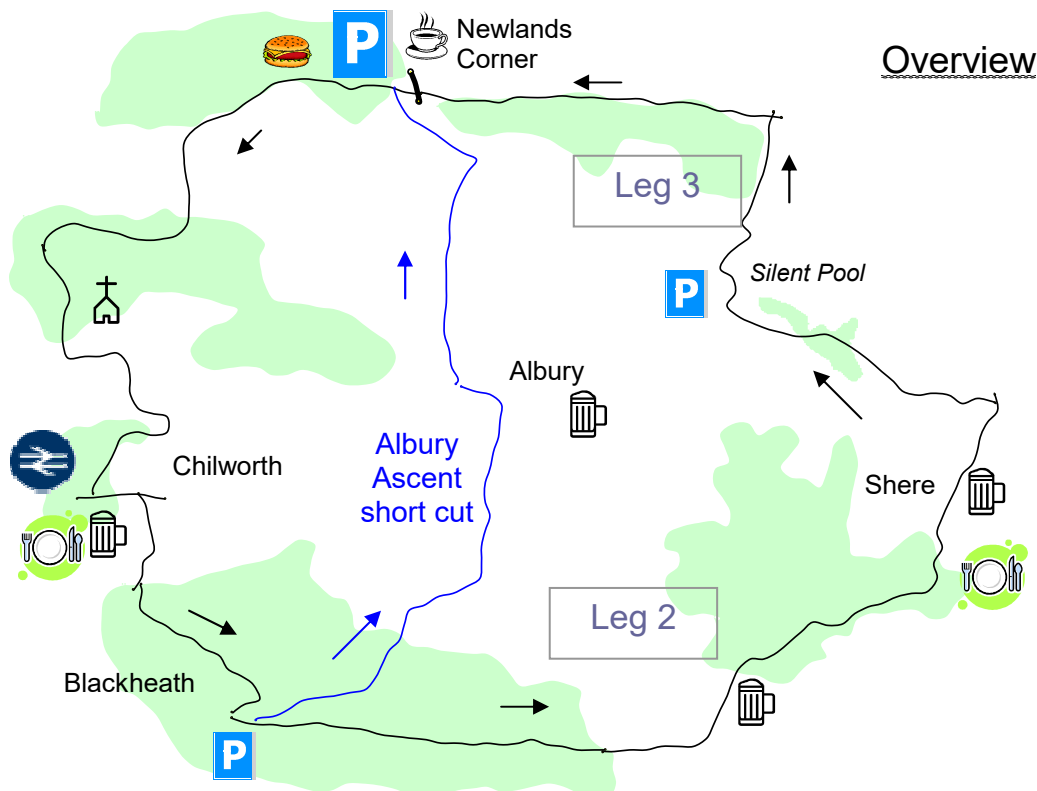 Newlands
Corner
Overview
P
Leg 3
Silent Pool
P
Albury
Albury
Ascent
short cut
Chilworth
Shere
Leg 2
Blackheath
P